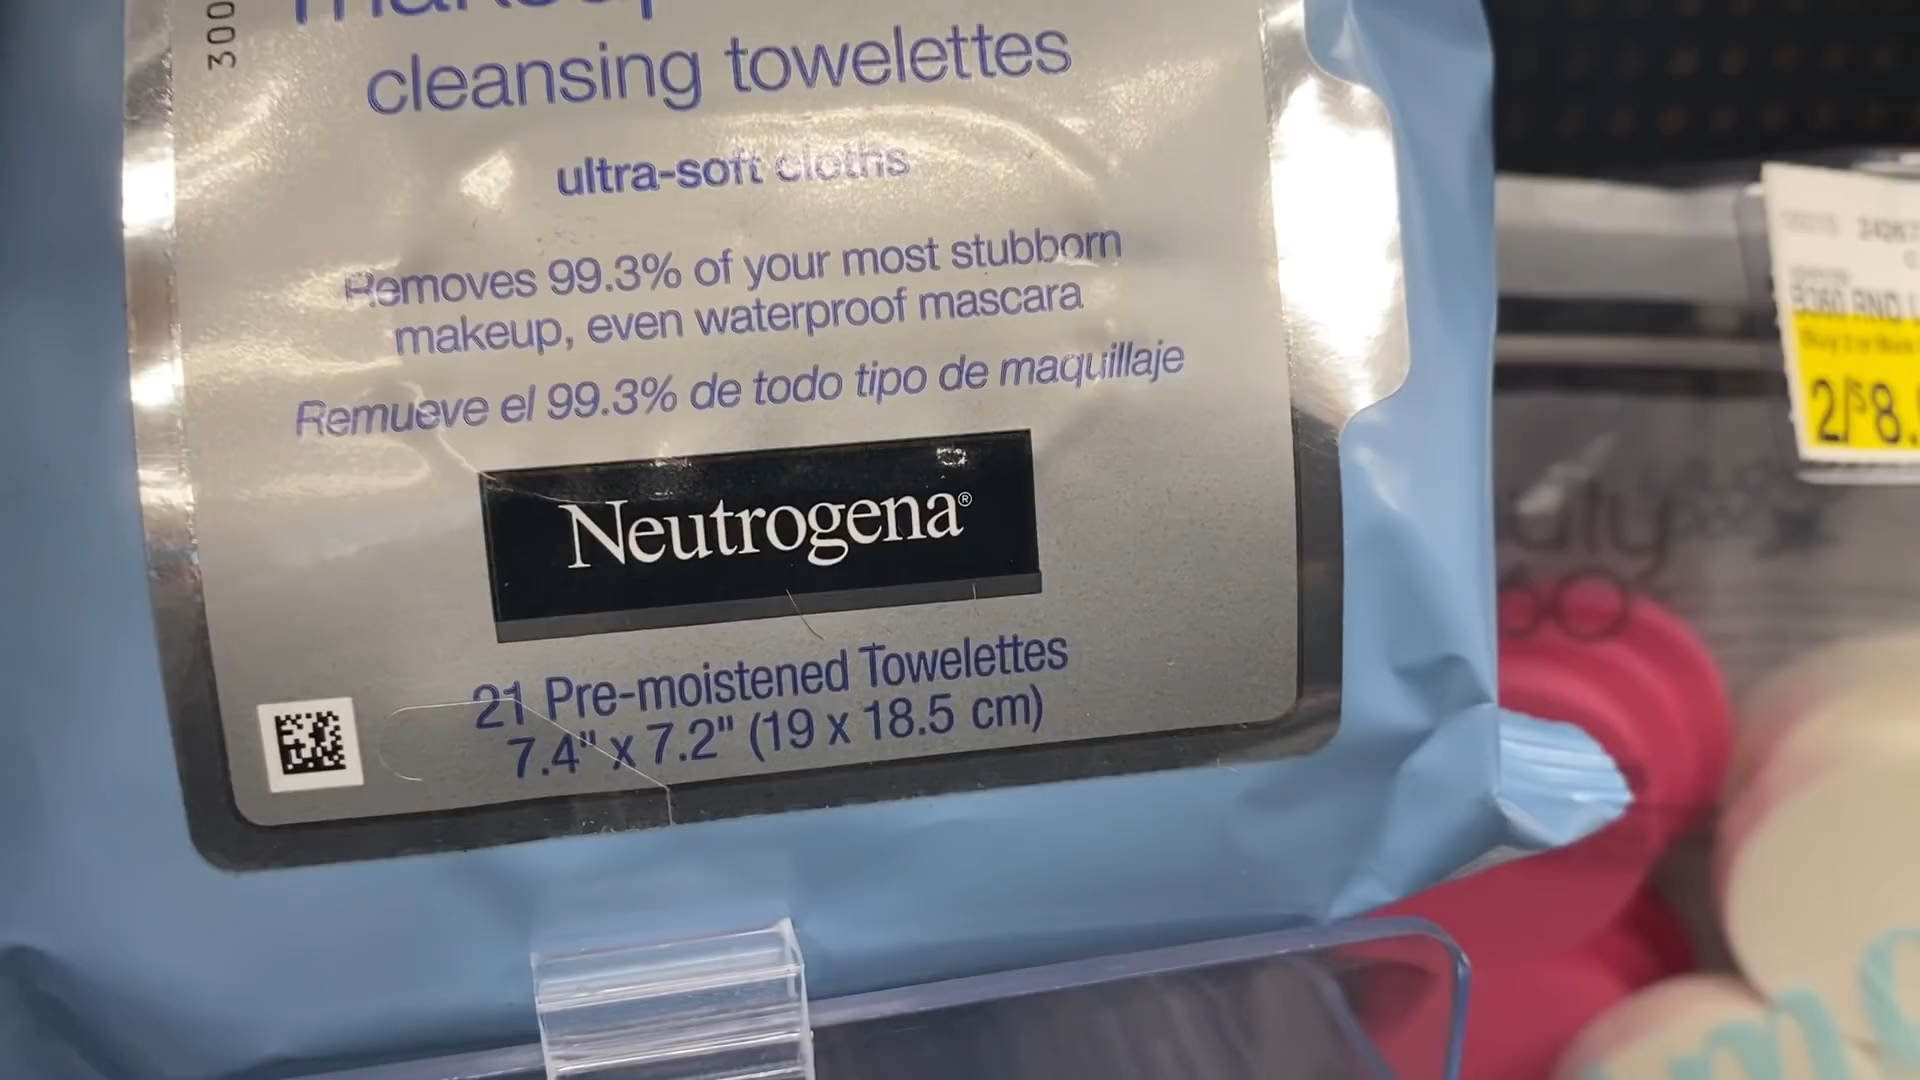 300
cleansing towelettes
ultra-soft cloths
Removes 99.3% of your most stubborn
makeup, even waterproof mascara
Remueve el 99.3% de todo tipo de maquillaje
Neutrogena®
21 Pre-moistened Towelettes
7.4" x 7.2" (19 x 18.5 cm)
2/$8.